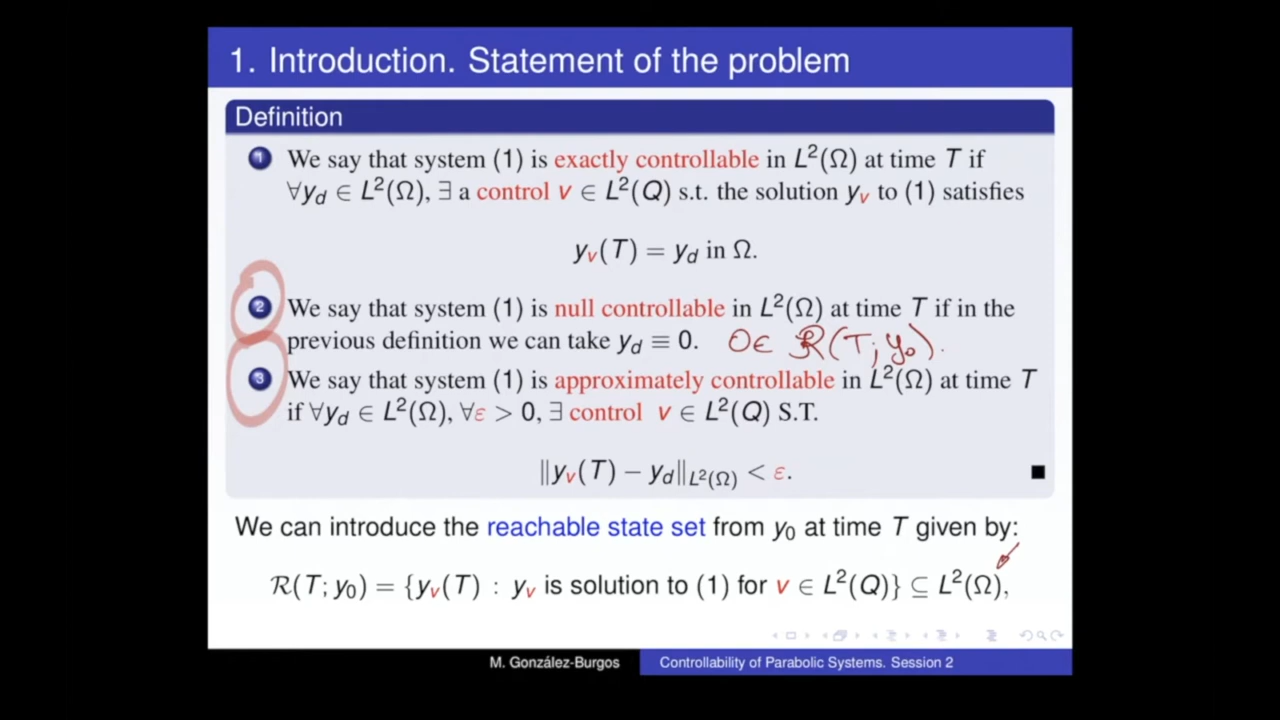 1. Introduction. Statement of the problem
Definition
1 We say that system (1) is exactly controllable in L²(Ω) at time T if
∀y_d ∈ L²(Ω), ∃ a control v ∈ L²(Q) s.t. the solution y_v to (1) satisfies
y_v(T) = y_d in Ω.
2 We say that system (1) is null controllable in L²(Ω) at time T if in the
previous definition we can take y_d ≡ 0. 0 ∈ R(T; y₀).
3 We say that system (1) is approximately controllable in L²(Ω) at time T
if ∀y_d ∈ L²(Ω), ∀ε > 0, ∃ control v ∈ L²(Q) S.T.
‖y_v(T) − y_d‖_{L²(Ω)} < ε.
We can introduce the reachable state set from y₀ at time T given by:
ℛ(T; y₀) = {y_v(T) : y_v is solution to (1) for v ∈ L²(Q)} ⊆ L²(Ω),
M. González-Burgos
Controllability of Parabolic Systems. Session 2